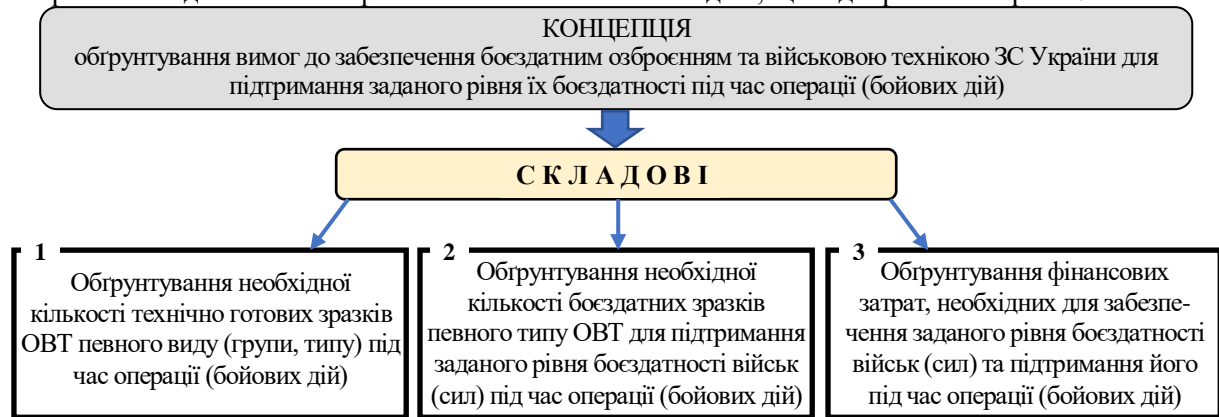 КОНЦЕПЦІЯ
обґрунтування вимог до забезпечення боєздатним озброєнням та військовою технікою ЗС України для
підтримання заданого рівня їх боєздатності під час операції (бойових дій)
С К Л А Д О В І
1
Обґрунтування необхідної
кількості технічно готових зразків
ОВТ певного виду (групи, типу) під
час операції (бойових дій)
2
Обґрунтування необхідної
кількості боєздатних зразків
певного типу ОВТ для підтримання
заданого рівня боєздатності військ
(сил) під час операції (бойових дій)
3
Обґрунтування фінансових
затрат, необхідних для забезпе-
чення заданого рівня боєздатності
військ (сил) та підтримання його
під час операції (бойових дій)